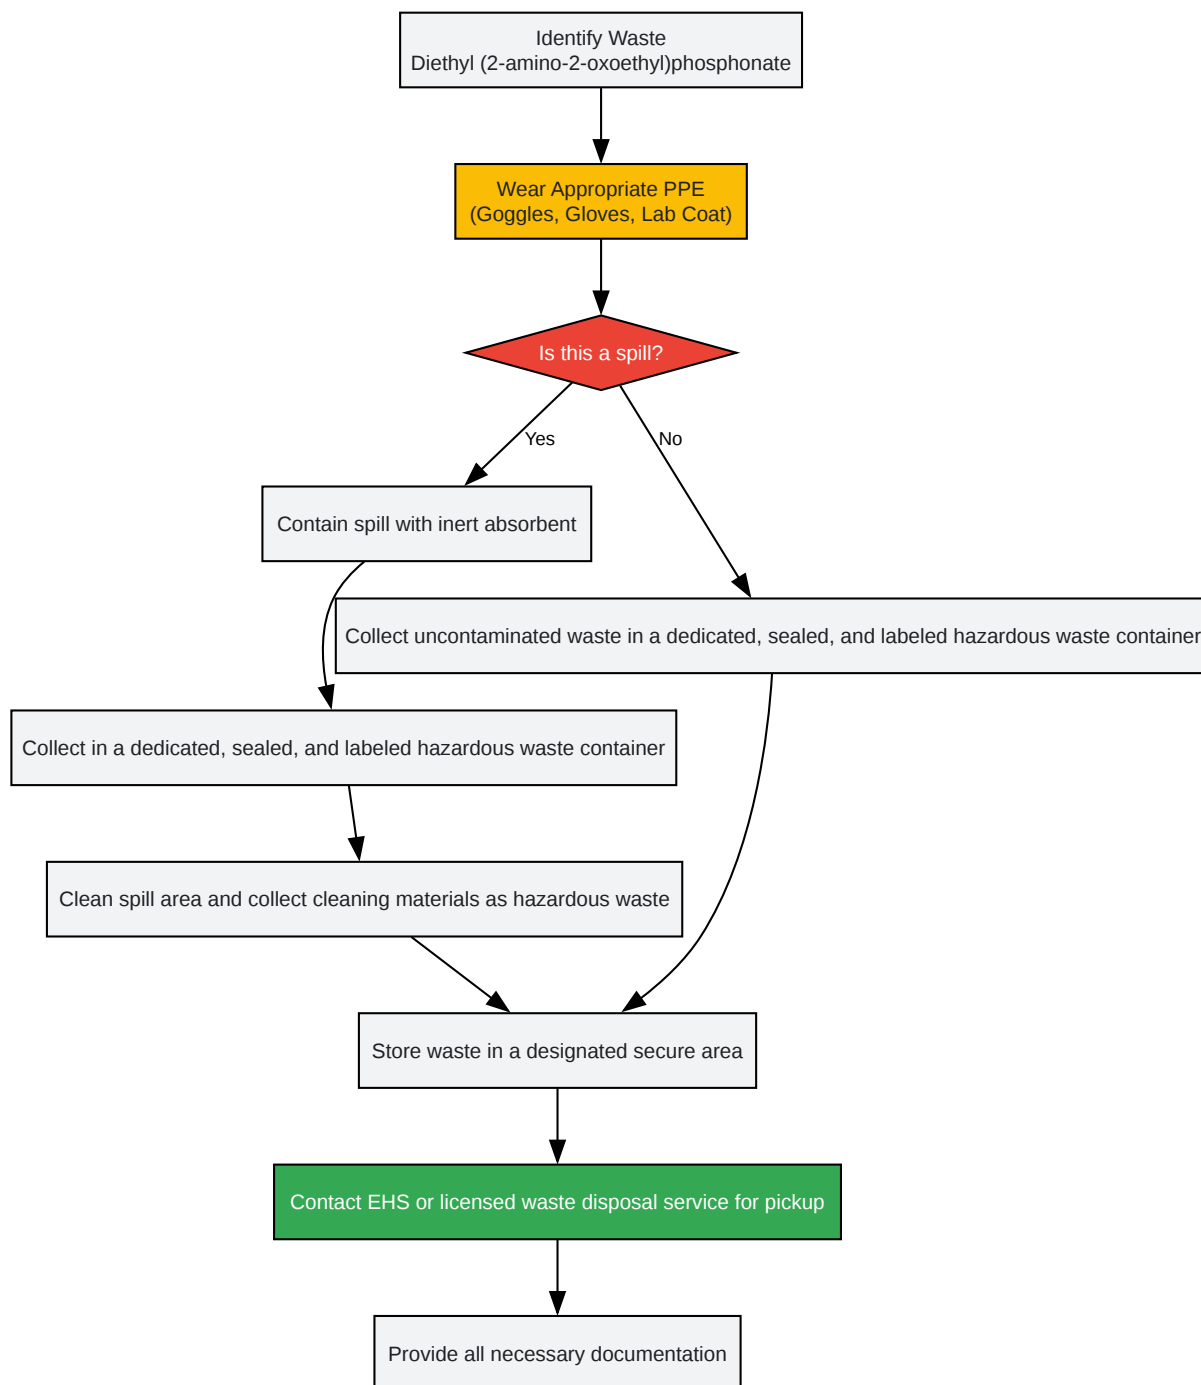 Identify Waste
Diethyl (2-amino-2-oxoethyl)phosphonate
Wear Appropriate PPE
(Goggles, Gloves, Lab Coat)
Is this a spill?
Yes
No
Contain spill with inert absorbent
Collect uncontaminated waste in a dedicated, sealed, and labeled hazardous waste container
Collect in a dedicated, sealed, and labeled hazardous waste container
Clean spill area and collect cleaning materials as hazardous waste
Store waste in a designated secure area
Contact EHS or licensed waste disposal service for pickup
Provide all necessary documentation